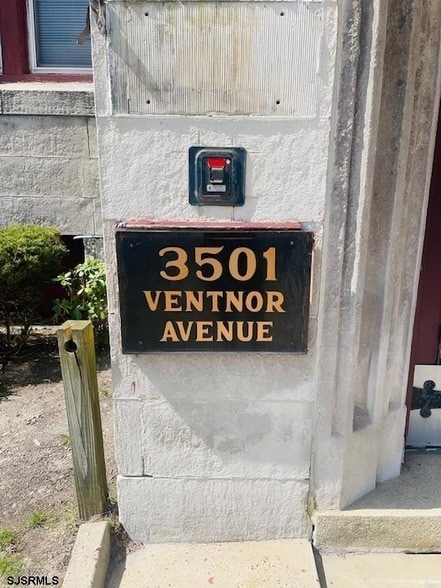 3501
VENTNOR
AVENUE
SJSRMLS